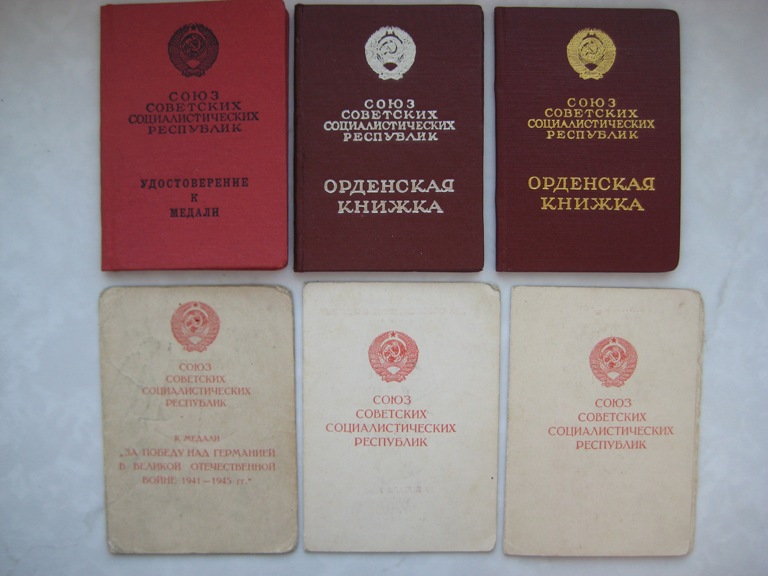 СОЮЗ
СОВЕТСКИХ
СОЦИАЛИСТИЧЕСКИХ
РЕСПУБЛИК
УДОСТОВЕРЕНИЕ
К
МЕДАЛИ
СОЮЗ
СОВЕТСКИХ
СОЦИАЛИСТИЧЕСКИХ
РЕСПУБЛИК
ОРДЕНСКАЯ
КНИЖКА
СОЮЗ
СОВЕТСКИХ
СОЦИАЛИСТИЧЕСКИХ
РЕСПУБЛИК
ОРДЕНСКАЯ
КНИЖКА
СОЮЗ
СОВЕТСКИХ
СОЦИАЛИСТИЧЕСКИХ
РЕСПУБЛИК
К МЕДАЛИ
„ЗА ПОБЕДУ НАД ГЕРМАНИЕЙ
В ВЕЛИКОЙ ОТЕЧЕСТВЕННОЙ
ВОЙНЕ 1941—1945 гг.“
СОЮЗ
СОВЕТСКИХ
СОЦИАЛИСТИЧЕСКИХ
РЕСПУБЛИК
СОЮЗ
СОВЕТСКИХ
СОЦИАЛИСТИЧЕСКИХ
РЕСПУБЛИК